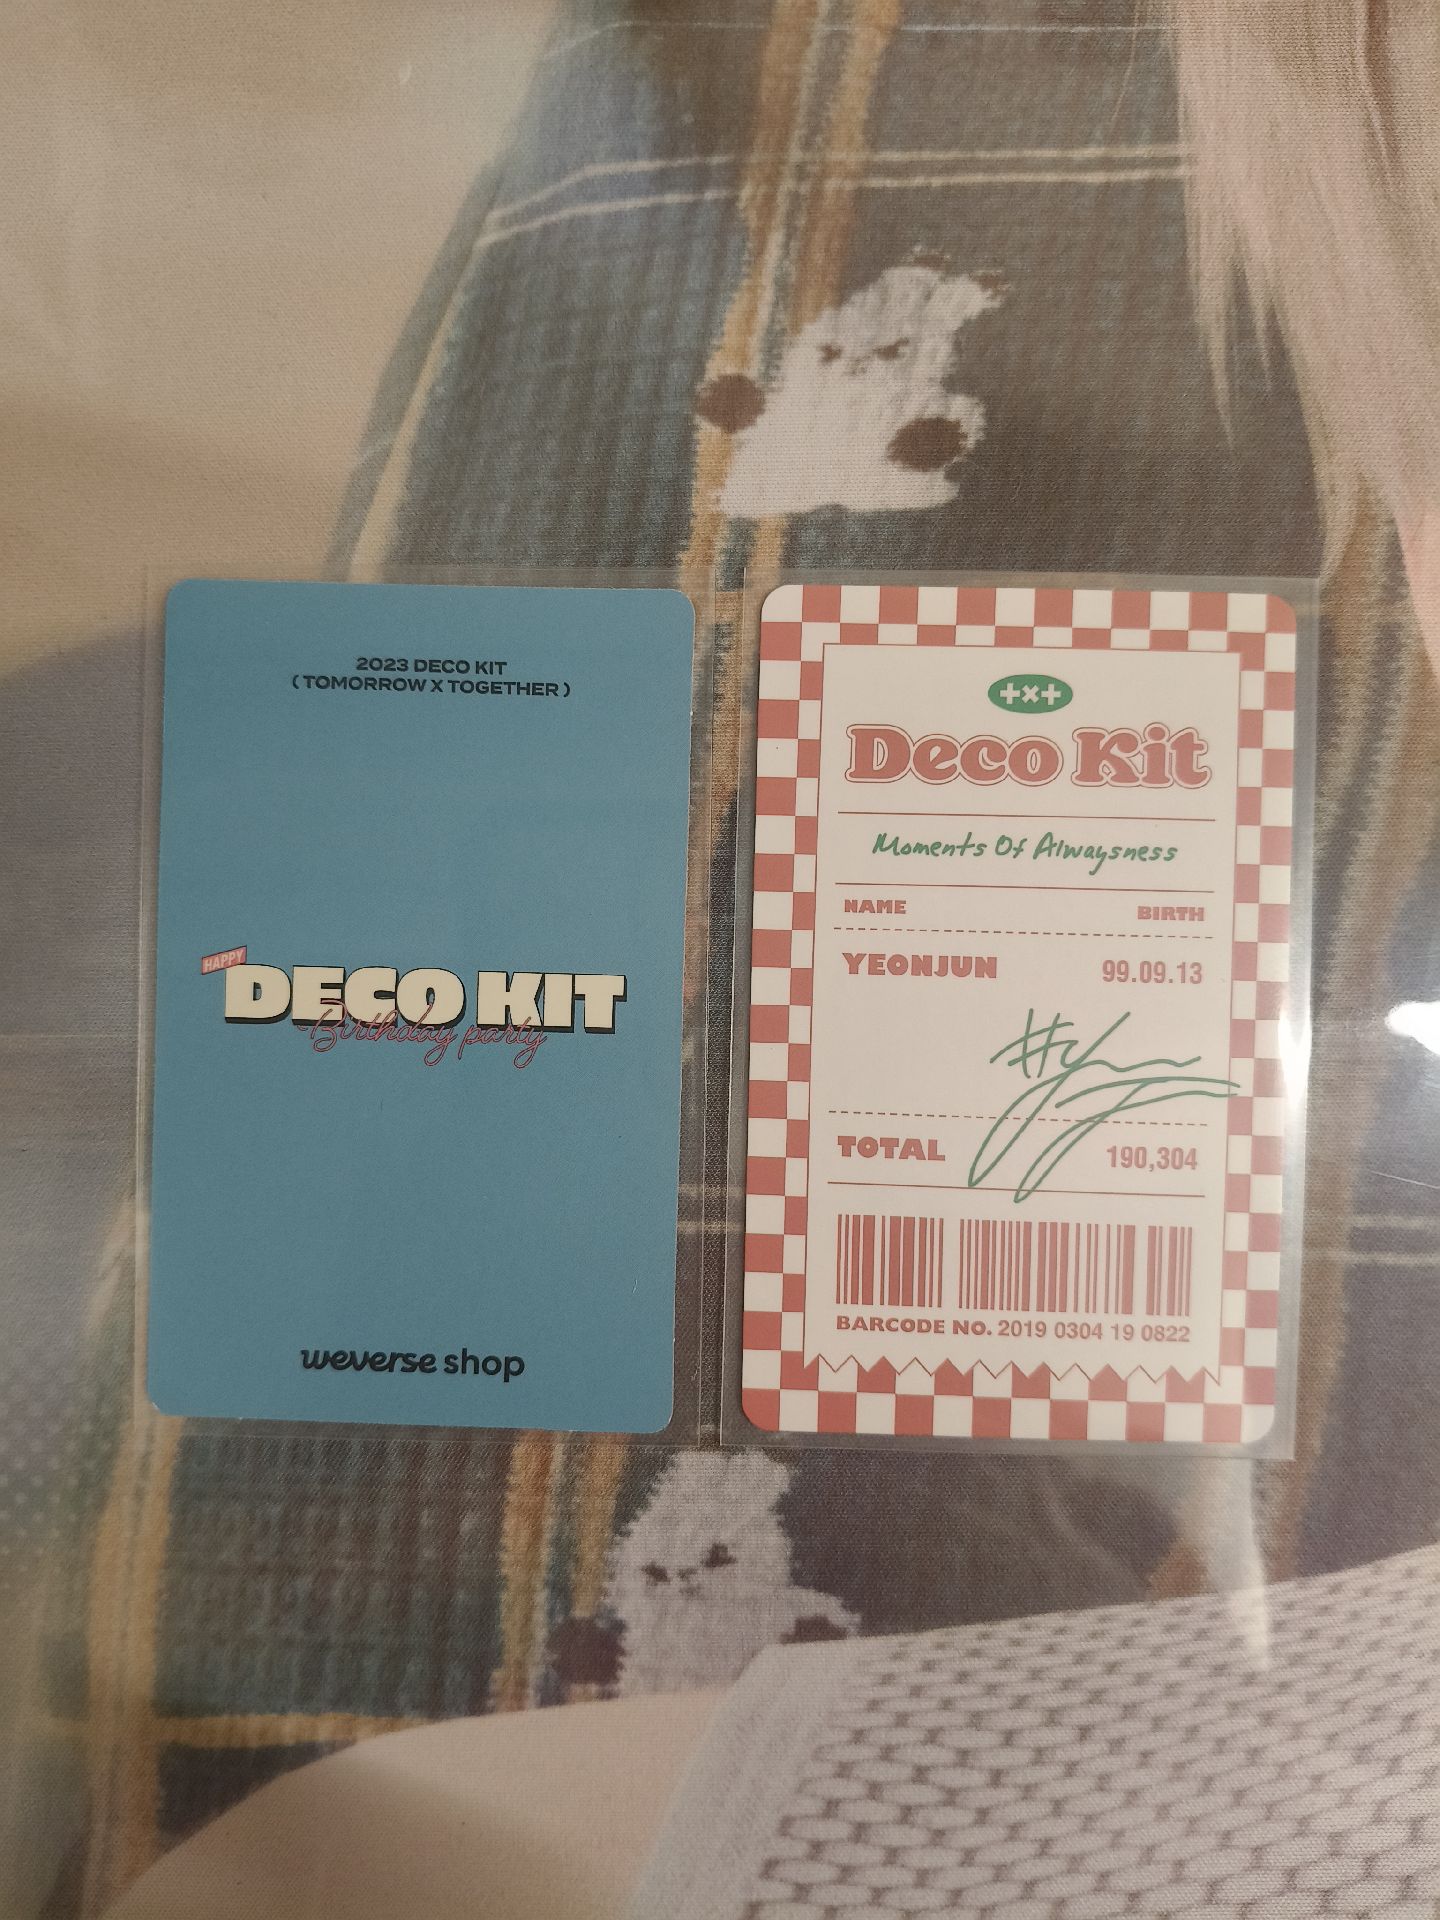 2023 DECO KIT
( TOMORROW X TOGETHER )
HAPPY
DECO KIT
Birthday party
weverse shop
+x+
Deco Kit
Moments Of Alwaysness
NAME BIRTH
YEONJUN 99.09.13
TOTAL 190,304
BARCODE NO. 2019 0304 19 0822